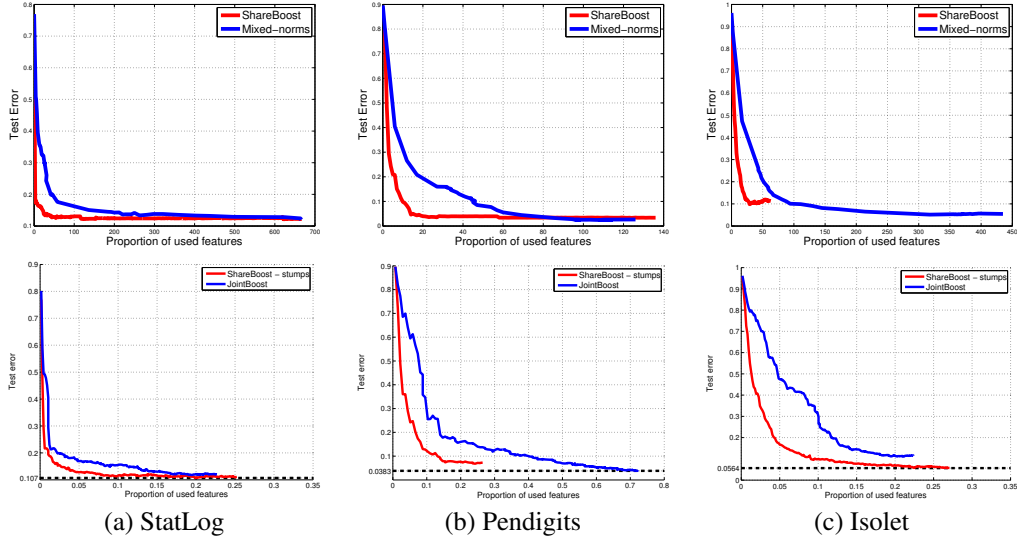 0.8
0.7
0.6
0.5
0.4
0.3
0.2
0.1
0 100 200 300 400 500 600 700
Test Error
Proportion of used features
ShareBoost
Mixed-norms
0.9
0.8
0.7
0.6
0.5
0.4
0.3
0.2
0.1
0
0 20 40 60 80 100 120 140
Test Error
Proportion of used features
ShareBoost
Mixed-norms
1
0.9
0.8
0.7
0.6
0.5
0.4
0.3
0.2
0.1
0
0 50 100 150 200 250 300 350 400 450
Test Error
Proportion of used features
ShareBoost
Mixed-norms
0.9
0.8
0.7
0.6
0.5
0.4
0.3
0.2
0.107
0 0.05 0.1 0.15 0.2 0.25 0.3 0.35
Test error
Proportion of used features
ShareBoost - stumps
JointBoost
0.9
0.8
0.7
0.6
0.5
0.4
0.3
0.2
0.1
0.0383
0 0.1 0.2 0.3 0.4 0.5 0.6 0.7 0.8
Test error
Proportion of used features
ShareBoost - stumps
JointBoost
1
0.9
0.8
0.7
0.6
0.5
0.4
0.3
0.2
0.0564
0
0 0.05 0.1 0.15 0.2 0.25 0.3 0.35
Test error
Proportion of used features
ShareBoost - stumps
JointBoost
(a) StatLog
(b) Pendigits
(c) Isolet